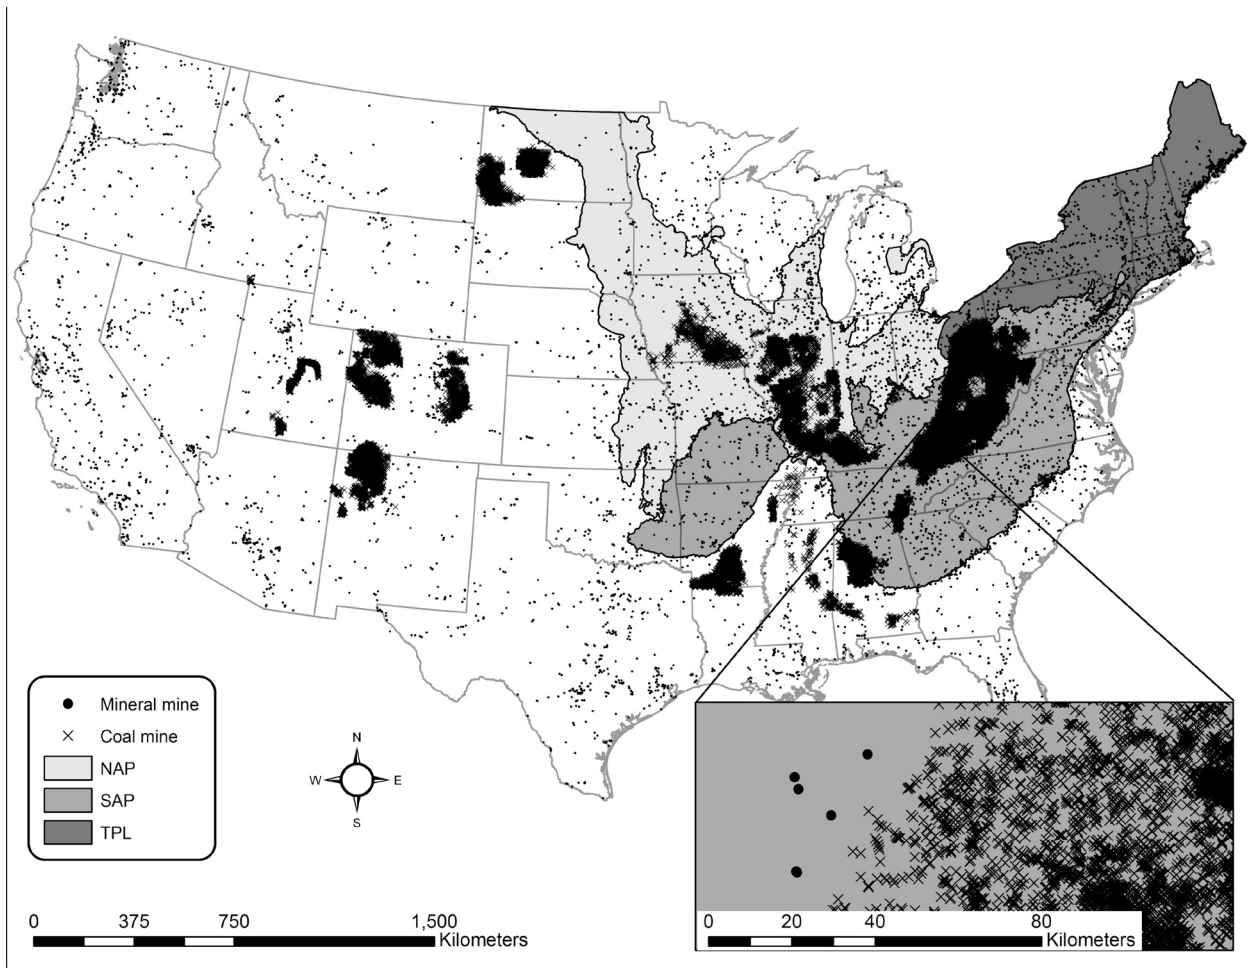 Mineral mine
Coal mine
NAP
SAP
TPL
N
W E
S
0 375 750 1,500
Kilometers
0 20 40 80
Kilometers